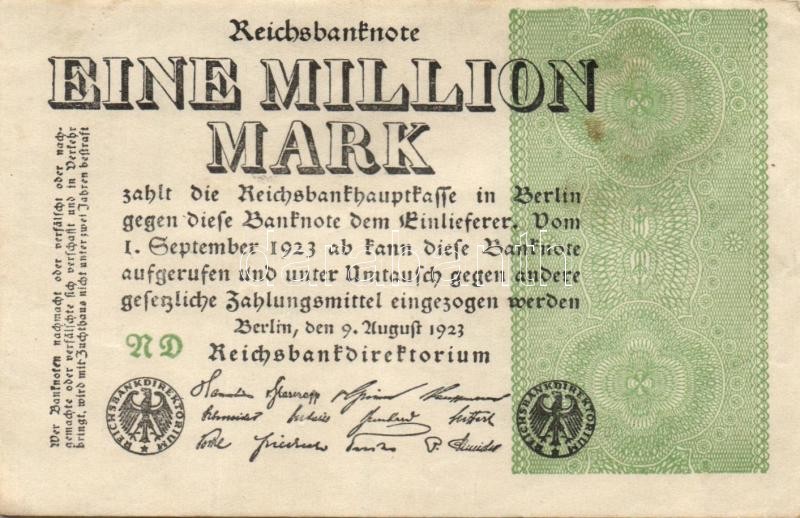 Reichsbanknote
EINE MILLION
MARK
zahlt die Reichsbankhauptkasse in Berlin
gegen diese Banknote dem Einlieferer. Vom
1. September 1923 ab kann diese Banknote
aufgerufen und unter Umtausch gegen andere
gesetzliche Zahlungsmittel eingezogen werden
Berlin, den 9. August 1923
ND Reichsbankdirektorium
Wer Banknoten nachmacht oder verfälscht oder nach-
gemachte oder verfälschte sich verschafft und in Verkehr
bringt, wird mit Zuchthaus nicht unter zwei Jahren bestraft
REICHSBANKDIREKTORIUM
REICHSBANKDIREKTORIUM